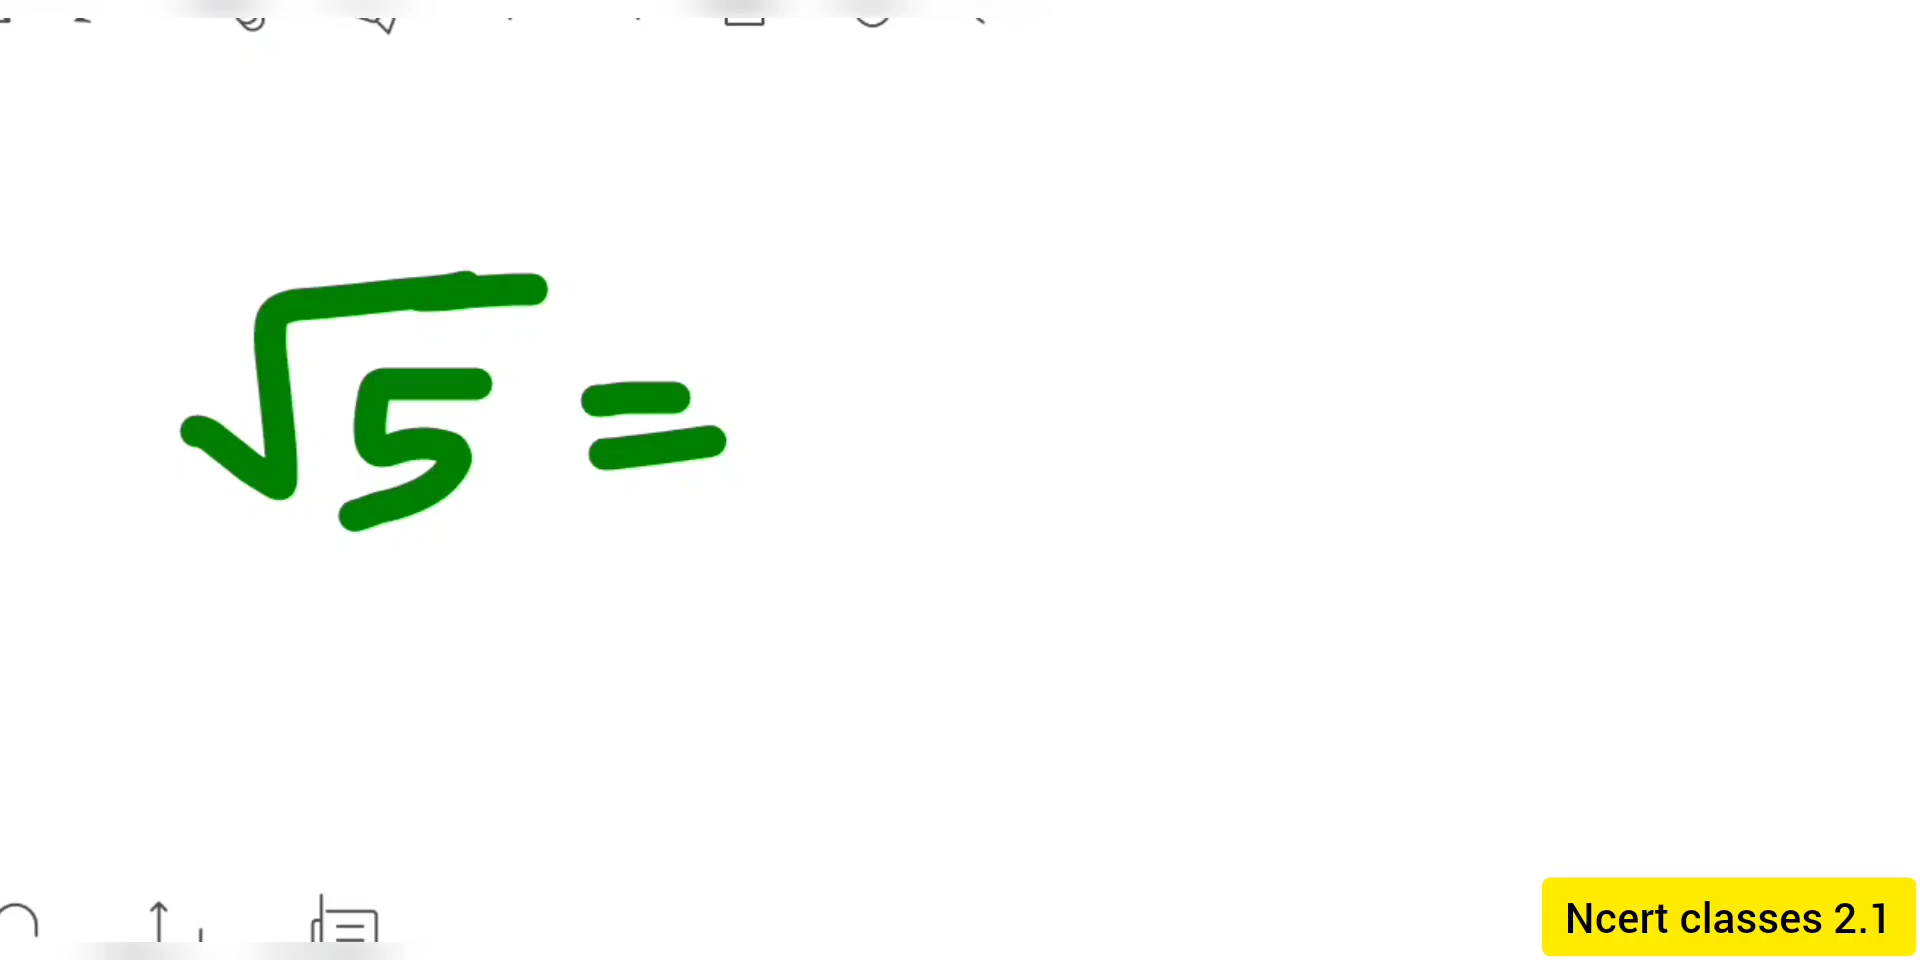 √5 =
Ncert classes 2.1